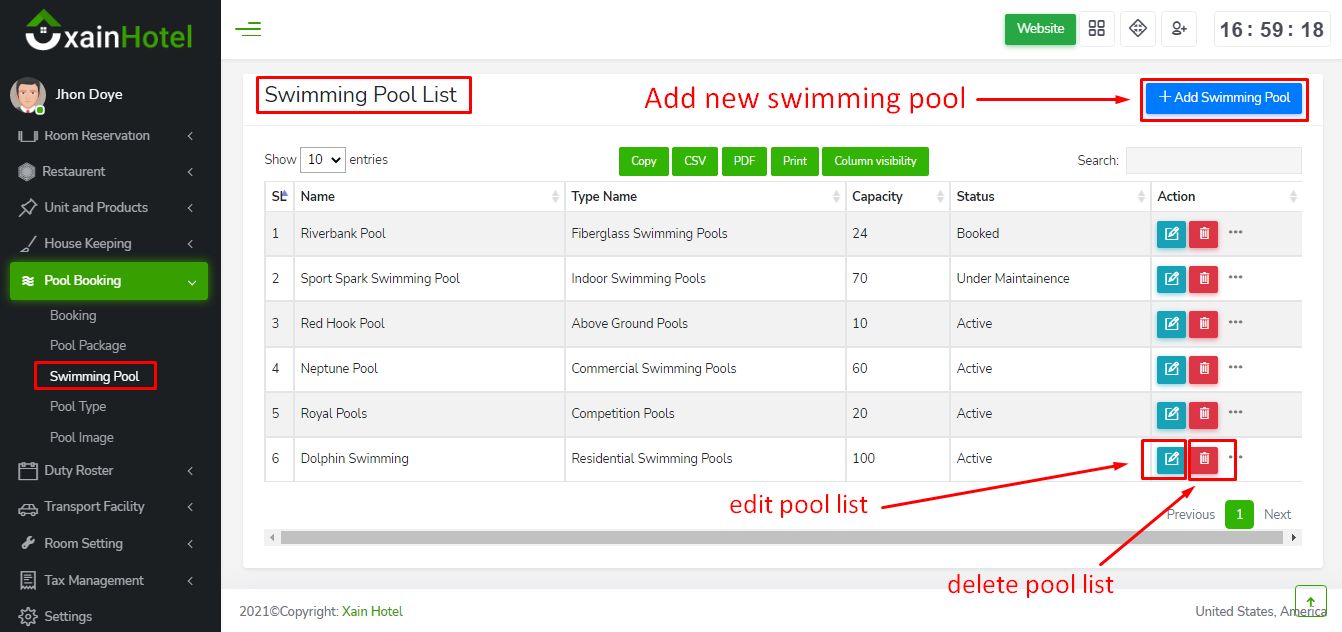 xainHotel
Jhon Doye
Room Reservation
Restaurent
Unit and Products
House Keeping
Pool Booking
Booking
Pool Package
Swimming Pool
Pool Type
Pool Image
Duty Roster
Transport Facility
Room Setting
Tax Management
Settings
Website
16 : 59 : 18
Swimming Pool List
Add new swimming pool
+ Add Swimming Pool
Show 10 entries
Copy CSV PDF Print Column visibility
Search:
SL Name Type Name Capacity Status Action
1 Riverbank Pool Fiberglass Swimming Pools 24 Booked
2 Sport Spark Swimming Pool Indoor Swimming Pools 70 Under Maintainence
3 Red Hook Pool Above Ground Pools 10 Active
4 Neptune Pool Commercial Swimming Pools 60 Active
5 Royal Pools Competition Pools 20 Active
6 Dolphin Swimming Residential Swimming Pools 100 Active
edit pool list
Previous 1 Next
delete pool list
2021©Copyright: Xain Hotel
United States, America